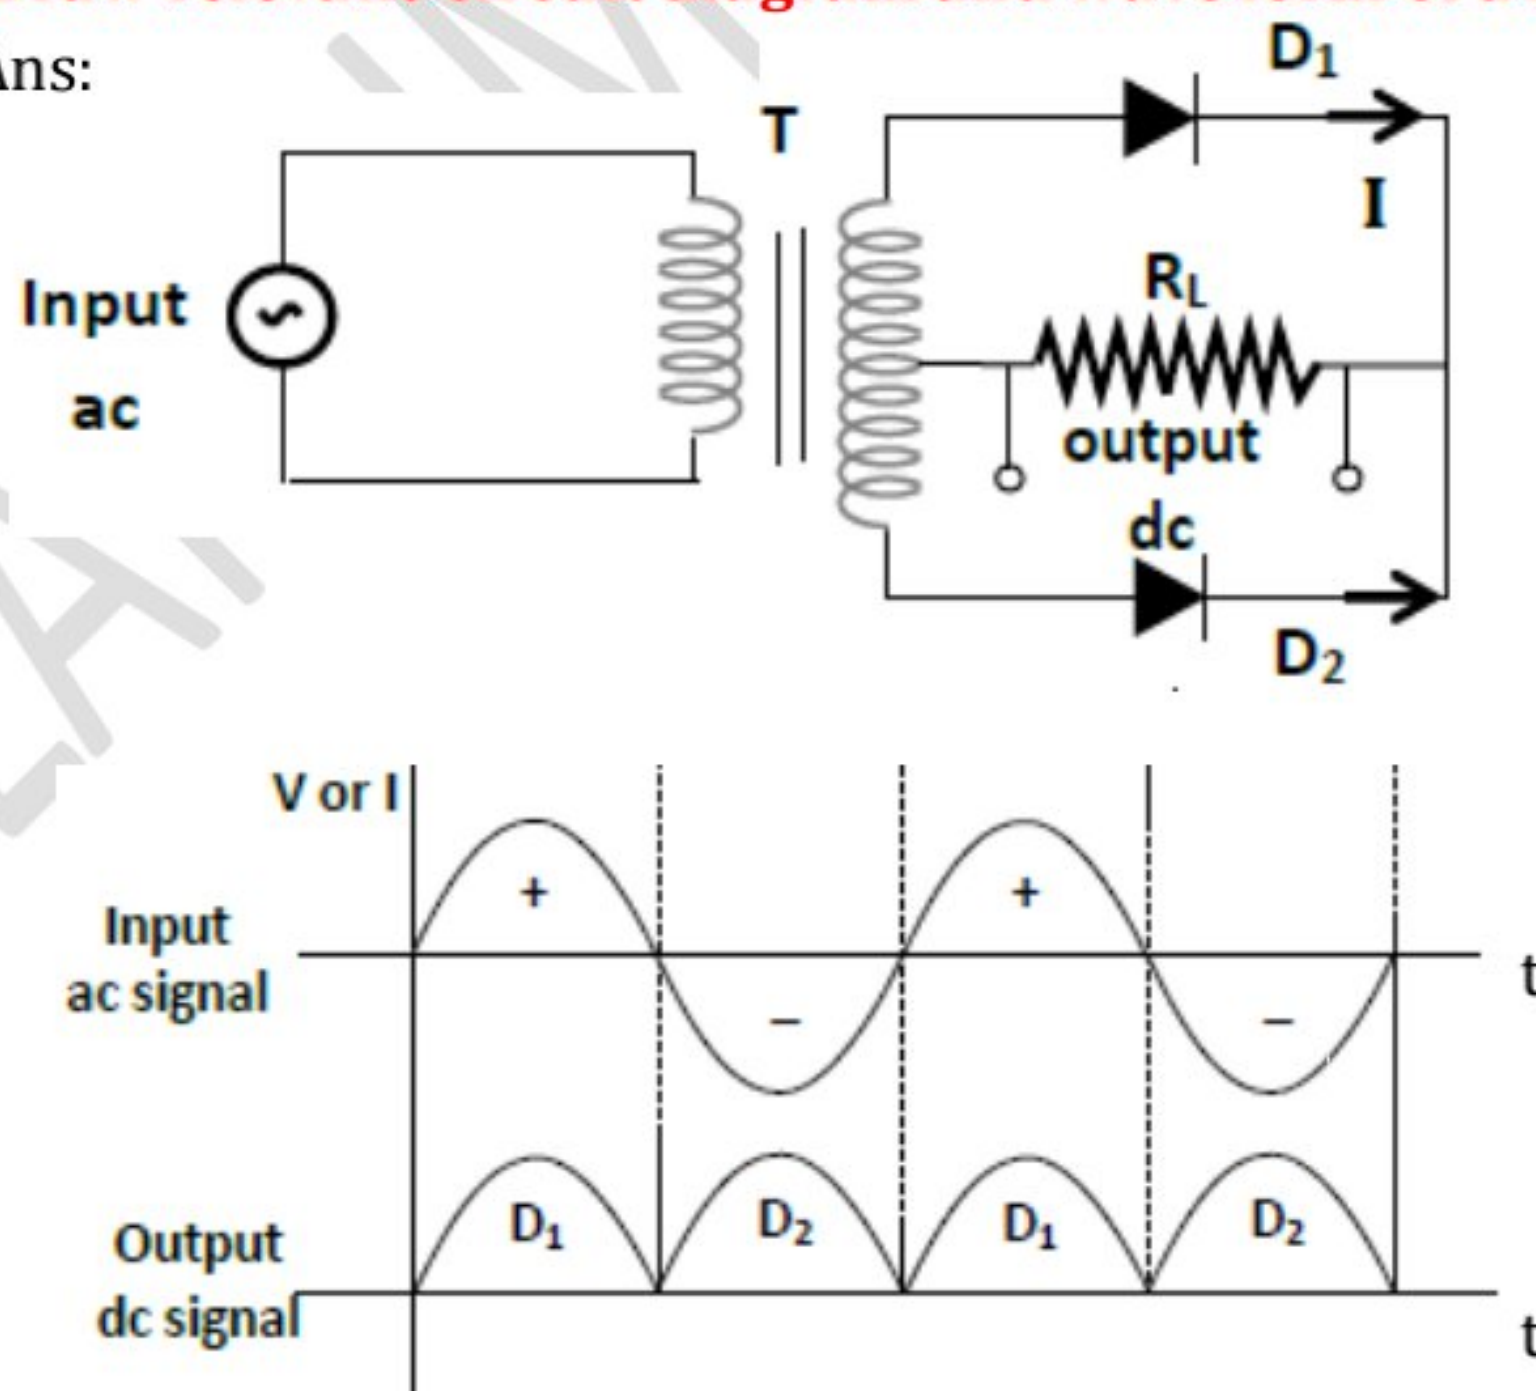 Ans:
D₁
T
I
Input
ac
R_L
output
dc
D₂
V or I
+
+
Input
ac signal
t
−
−
D₁
D₂
D₁
D₂
Output
dc signal
t